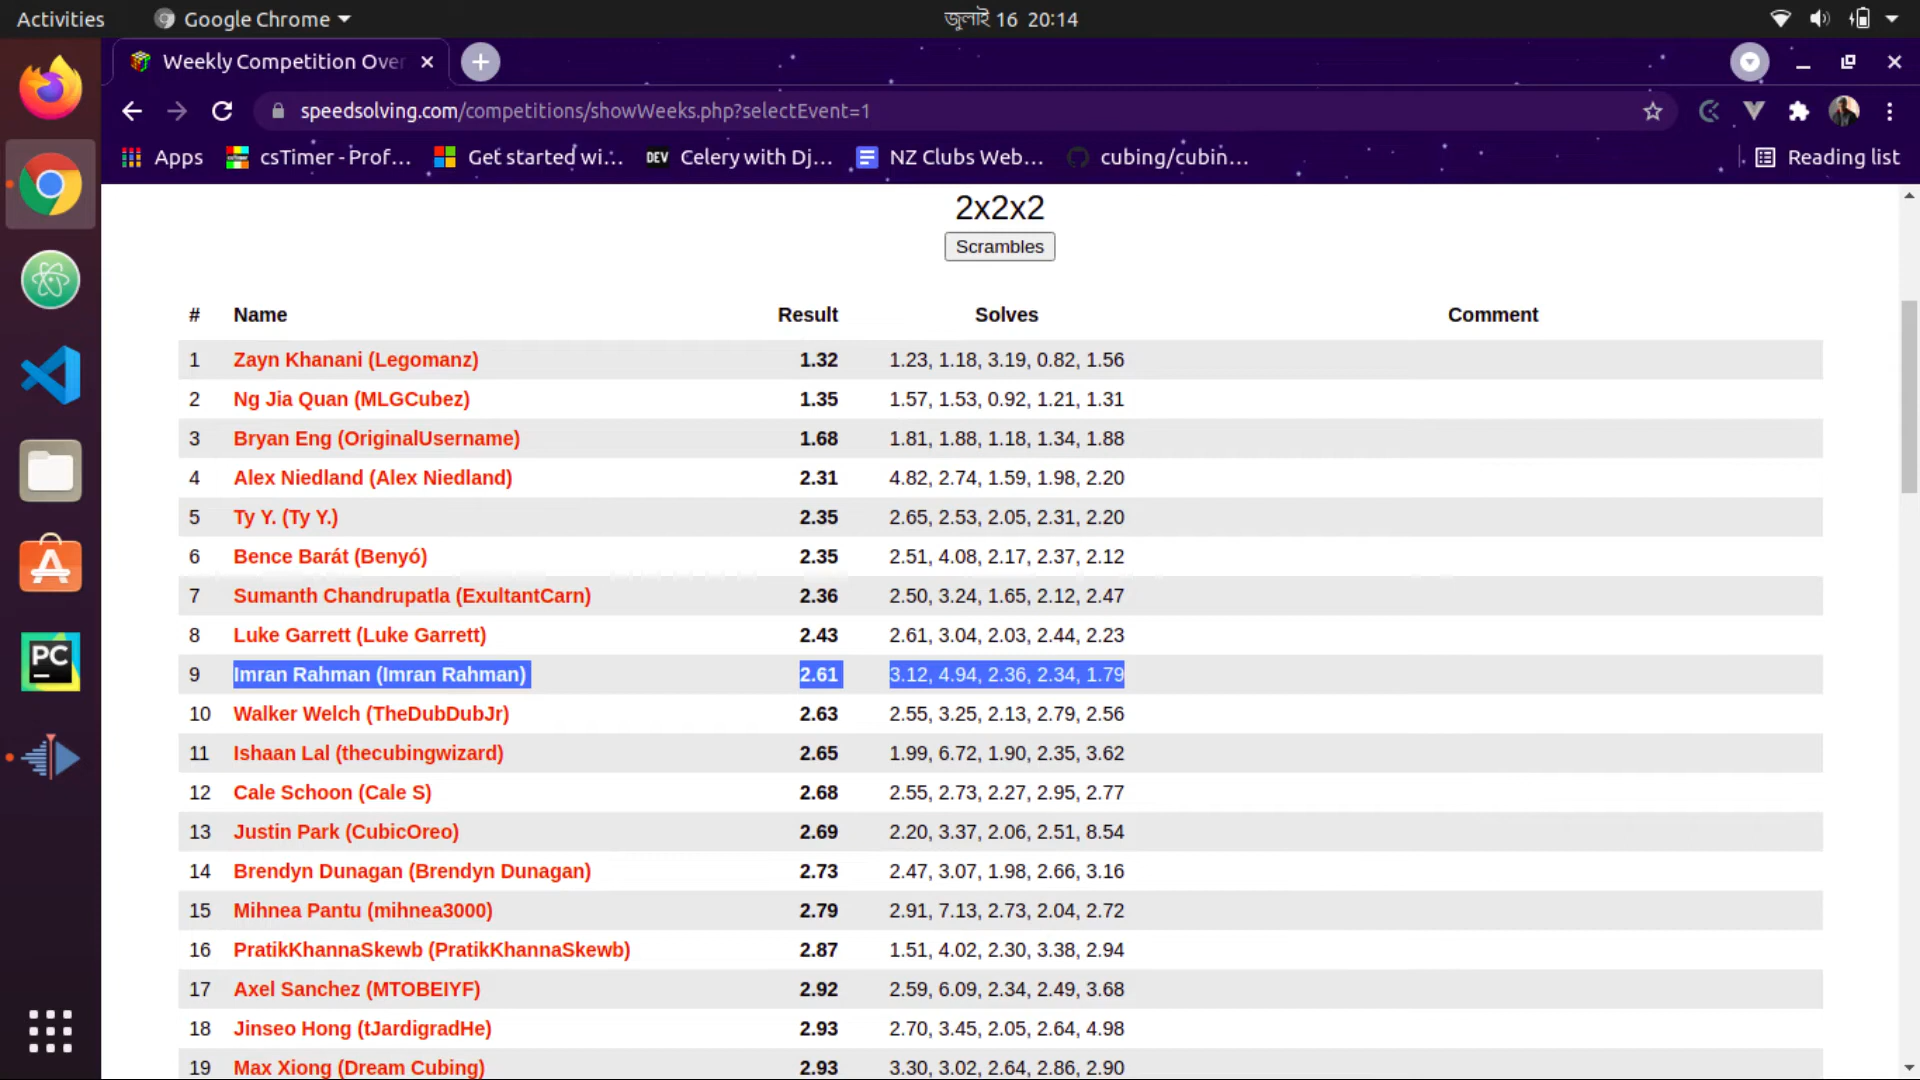 Activities Google Chrome জুলাই 16 20:14
Weekly Competition Over
speedsolving.com/competitions/showWeeks.php?selectEvent=1
Apps csTimer - Prof... Get started wi... DEV Celery with Dj... NZ Clubs Web... cubing/cubin... Reading list
2x2x2
Scrambles
# Name Result Solves Comment
1 Zayn Khanani (Legomanz) 1.32 1.23, 1.18, 3.19, 0.82, 1.56
2 Ng Jia Quan (MLGCubez) 1.35 1.57, 1.53, 0.92, 1.21, 1.31
3 Bryan Eng (OriginalUsername) 1.68 1.81, 1.88, 1.18, 1.34, 1.88
4 Alex Niedland (Alex Niedland) 2.31 4.82, 2.74, 1.59, 1.98, 2.20
5 Ty Y. (Ty Y.) 2.35 2.65, 2.53, 2.05, 2.31, 2.20
6 Bence Barát (Benyó) 2.35 2.51, 4.08, 2.17, 2.37, 2.12
7 Sumanth Chandrupatla (ExultantCarn) 2.36 2.50, 3.24, 1.65, 2.12, 2.47
8 Luke Garrett (Luke Garrett) 2.43 2.61, 3.04, 2.03, 2.44, 2.23
9 Imran Rahman (Imran Rahman) 2.61 3.12, 4.94, 2.36, 2.34, 1.79
10 Walker Welch (TheDubDubJr) 2.63 2.55, 3.25, 2.13, 2.79, 2.56
11 Ishaan Lal (thecubingwizard) 2.65 1.99, 6.72, 1.90, 2.35, 3.62
12 Cale Schoon (Cale S) 2.68 2.55, 2.73, 2.27, 2.95, 2.77
13 Justin Park (CubicOreo) 2.69 2.20, 3.37, 2.06, 2.51, 8.54
14 Brendyn Dunagan (Brendyn Dunagan) 2.73 2.47, 3.07, 1.98, 2.66, 3.16
15 Mihnea Pantu (mihnea3000) 2.79 2.91, 7.13, 2.73, 2.04, 2.72
16 PratikKhannaSkewb (PratikKhannaSkewb) 2.87 1.51, 4.02, 2.30, 3.38, 2.94
17 Axel Sanchez (MTOBEIYF) 2.92 2.59, 6.09, 2.34, 2.49, 3.68
18 Jinseo Hong (tJardigradHe) 2.93 2.70, 3.45, 2.05, 2.64, 4.98
19 Max Xiong (Dream Cubing) 2.93 3.30, 3.02, 2.64, 2.86, 2.90
PC